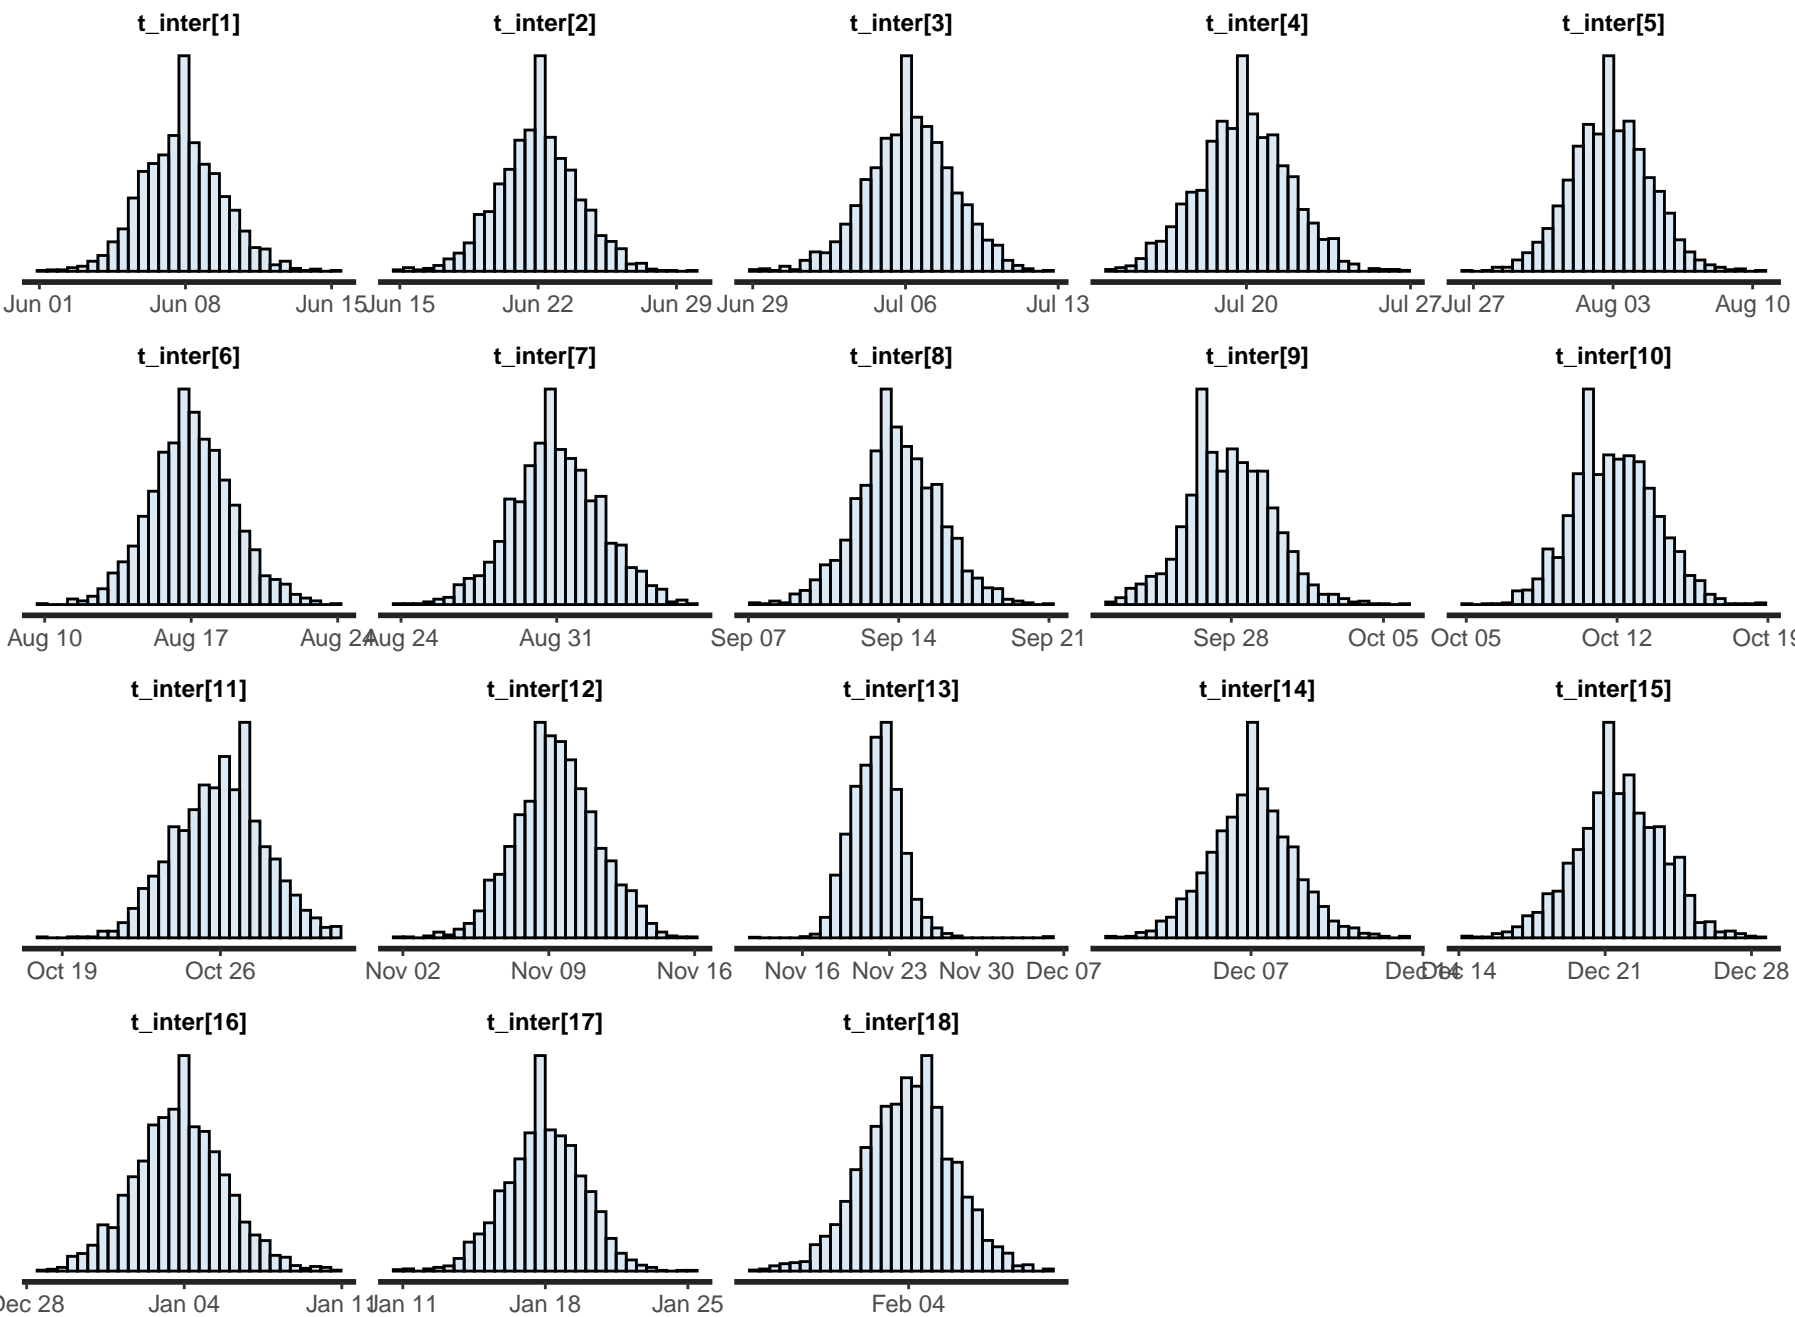 t_inter[1] t_inter[2] t_inter[3] t_inter[4] t_inter[5]
Jun 01 Jun 08 Jun 15 Jun 15 Jun 22 Jun 29 Jun 29 Jul 06 Jul 13 Jul 20 Jul 27 Jul 27 Aug 03 Aug 10
t_inter[6] t_inter[7] t_inter[8] t_inter[9] t_inter[10]
Aug 10 Aug 17 Aug 24 Aug 24 Aug 31 Sep 07 Sep 14 Sep 21 Sep 28 Oct 05 Oct 05 Oct 12 Oct 19
t_inter[11] t_inter[12] t_inter[13] t_inter[14] t_inter[15]
Oct 19 Oct 26 Nov 02 Nov 09 Nov 16 Nov 16 Nov 23 Nov 30 Dec 07 Dec 07 Dec 14 Dec 14 Dec 21 Dec 28
t_inter[16] t_inter[17] t_inter[18]
Dec 28 Jan 04 Jan 11 Jan 11 Jan 18 Jan 25 Feb 04